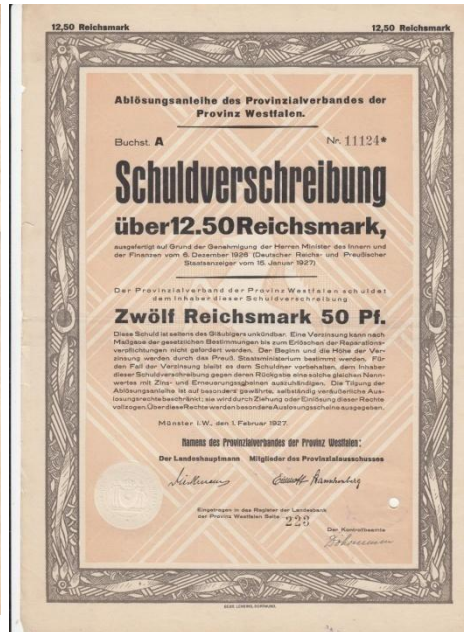 12,50 Reichsmark 12,50 Reichsmark
Ablösungsanleihe des Provinzialverbandes der
Provinz Westfalen.
Buchst. A Nr. 11124*
Schuldverschreibung
über 12.50 Reichsmark,
ausgefertigt auf Grund der Genehmigung der Herren Minister des Innern und
der Finanzen vom 6. Dezember 1926 (Deutscher Reichs- und Preußischer
Staatsanzeiger vom 15. Januar 1927)
Der Provinzialverband der Provinz Westfalen schuldet
dem Inhaber dieser Schuldverschreibung
Zwölf Reichsmark 50 Pf.
Diese Schuld ist seitens des Gläubigers unkündbar. Eine Verzinsung kann nach
Maßgabe der gesetzlichen Bestimmungen bis zum Erlöschen der Reparations-
verpflichtungen nicht gefordert werden. Der Beginn und die Höhe der Ver-
zinsung werden durch das Preuß. Staatsministerium bestimmt werden. Für
den Fall der Verzinsung bleibt es dem Schuldner vorbehalten, dem Inhaber
dieser Schuldverschreibung gegen deren Rückgabe eine solche gleichen Nenn-
wertes mit Zins- und Erneuerungsscheinen auszuhändigen. Die Tilgung der
Ablösungsanleihe ist auf besonders gewährte, selbständig veräußerliche Aus-
losungsrechte beschränkt; sie wird durch Ziehung oder Einlösung dieser Rechte
vollzogen. Über diese Rechte werden besondere Auslosungsscheine ausgegeben.
Münster i. W., den 1. Februar 1927.
Namens des Provinzialverbandes der Provinz Westfalen:
Der Landeshauptmann Mitglieder des Provinzialausschusses
Eingetragen in das Register der Landesbank
der Provinz Westfalen Seite 223
Der Kontrollbeamte